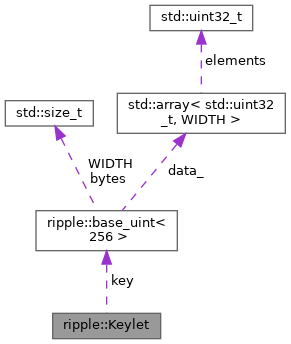 std::uint32_t
elements
std::size_t
std::array< std::uint32
_t, WIDTH >
WIDTH
bytes
data_
ripple::base_uint<
256 >
key
ripple::Keylet